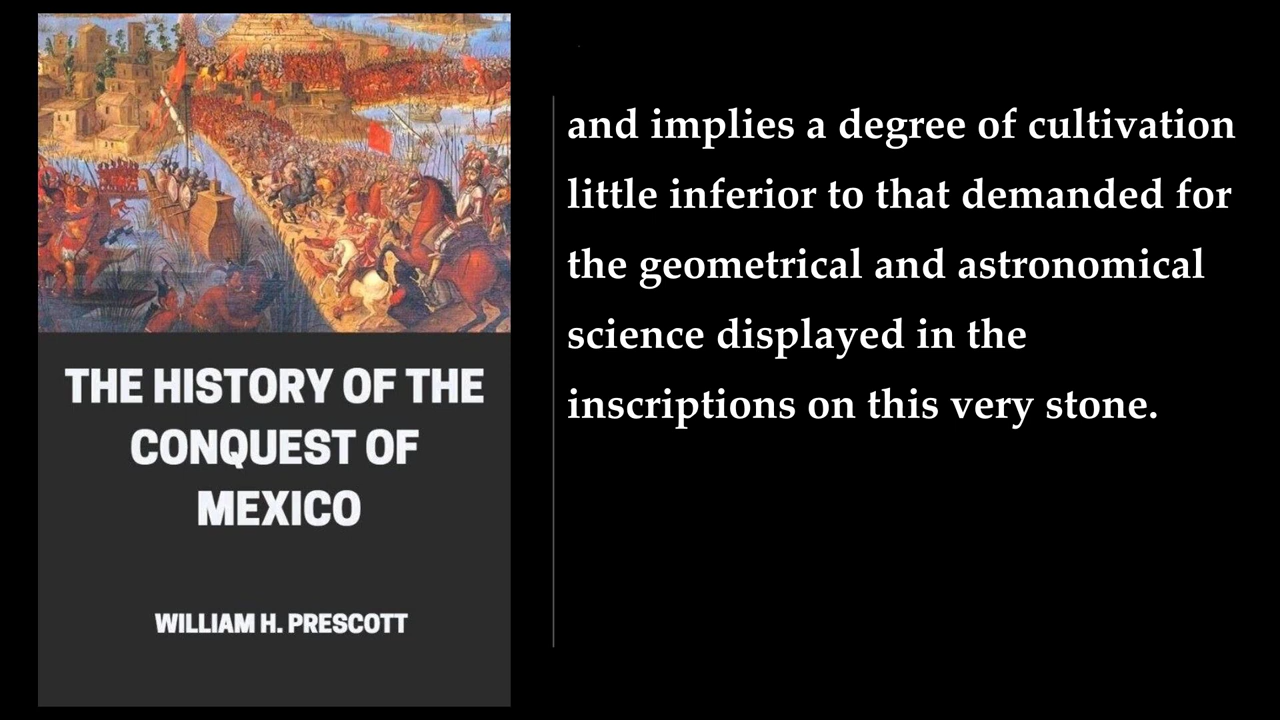 THE HISTORY OF THE
CONQUEST OF
MEXICO
WILLIAM H. PRESCOTT
and implies a degree of cultivation
little inferior to that demanded for
the geometrical and astronomical
science displayed in the
inscriptions on this very stone.